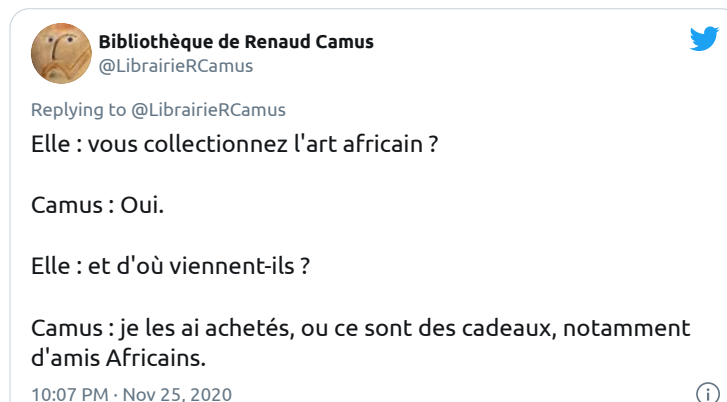 Bibliothèque de Renaud Camus
@LibrairieRCamus
Replying to @LibrairieRCamus
Elle : vous collectionnez l'art africain ?
Camus : Oui.
Elle : et d'où viennent-ils ?
Camus : je les ai achetés, ou ce sont des cadeaux, notamment
d'amis Africains.
10:07 PM · Nov 25, 2020